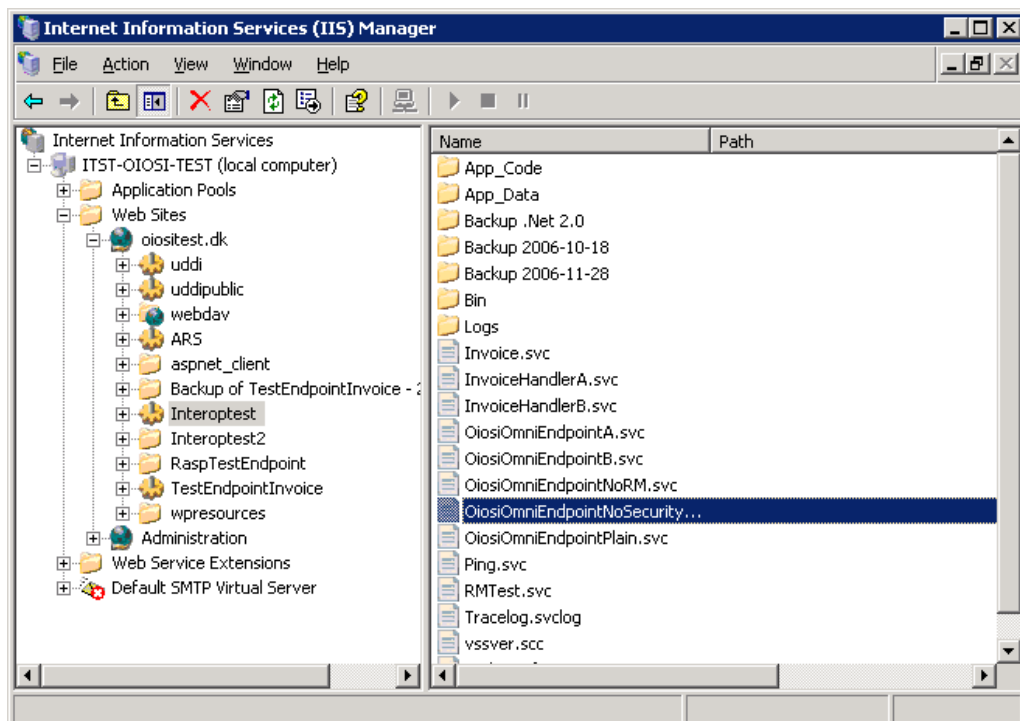 Internet Information Services (IIS) Manager
File Action View Window Help
Internet Information Services
ITST-OIOSI-TEST (local computer)
Application Pools
Web Sites
oiositest.dk
uddi
uddipublic
webdav
ARS
aspnet_client
Backup of TestEndpointInvoice -
Interoptest
Interoptest2
RaspTestEndpoint
TestEndpointInvoice
wpresources
Administration
Web Service Extensions
Default SMTP Virtual Server
Name Path
App_Code
App_Data
Backup .Net 2.0
Backup 2006-10-18
Backup 2006-11-28
Bin
Logs
Invoice.svc
InvoiceHandlerA.svc
InvoiceHandlerB.svc
OiosiOmniEndpointA.svc
OiosiOmniEndpointB.svc
OiosiOmniEndpointNoRM.svc
OiosiOmniEndpointNoSecurity...
OiosiOmniEndpointPlain.svc
Ping.svc
RMTest.svc
Tracelog.svclog
vssver.scc